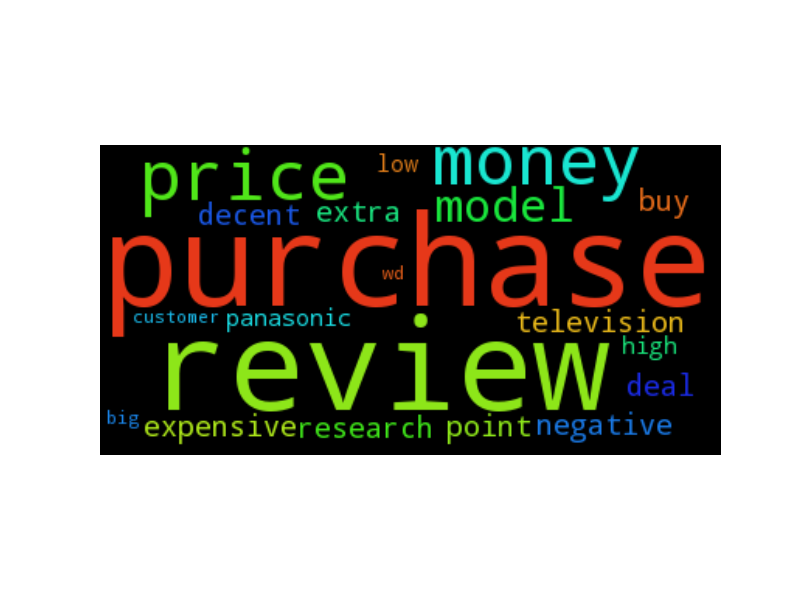 price low money
decent extra model buy
purchase
wd
customer panasonic television
review high
deal
big expensive research point negative